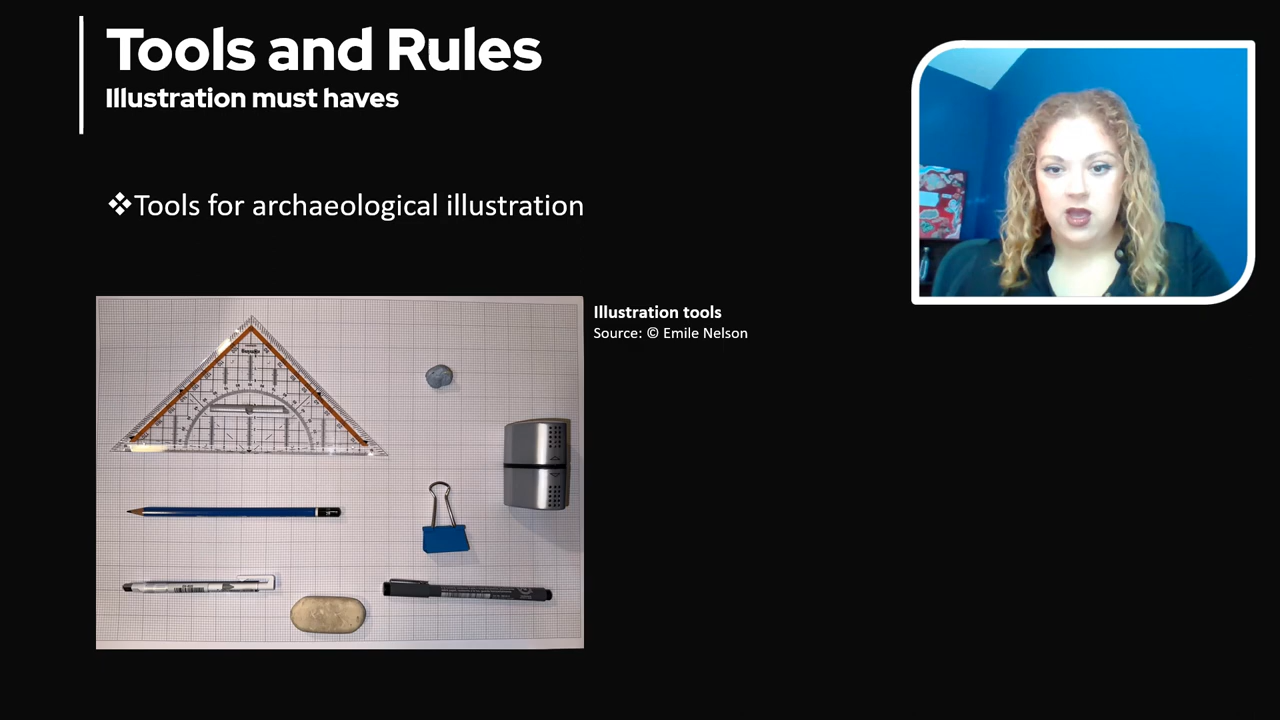 Tools and Rules
Illustration must haves
❖Tools for archaeological illustration
Illustration tools
Source: © Emile Nelson